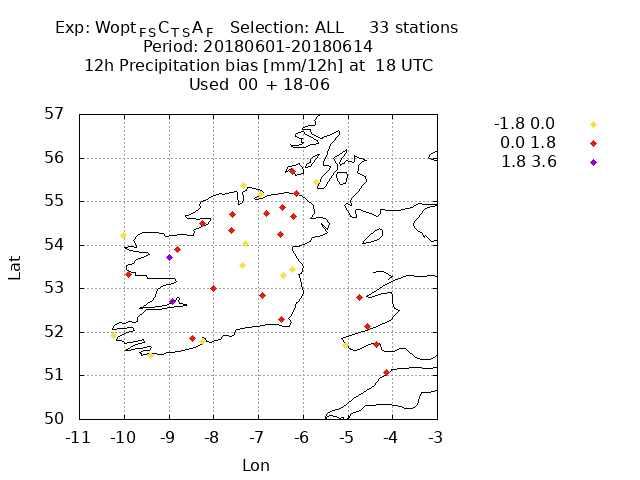 Exp: Wopt F S C T S A F   Selection: ALL     33 stations
Period: 20180601-20180614
12h Precipitation bias [mm/12h] at  18 UTC
Used  00 + 18-06
-1.8 0.0
0.0 1.8
1.8 3.6
57
56
55
54
53
52
51
50
-11 -10 -9 -8 -7 -6 -5 -4 -3
Lat
Lon